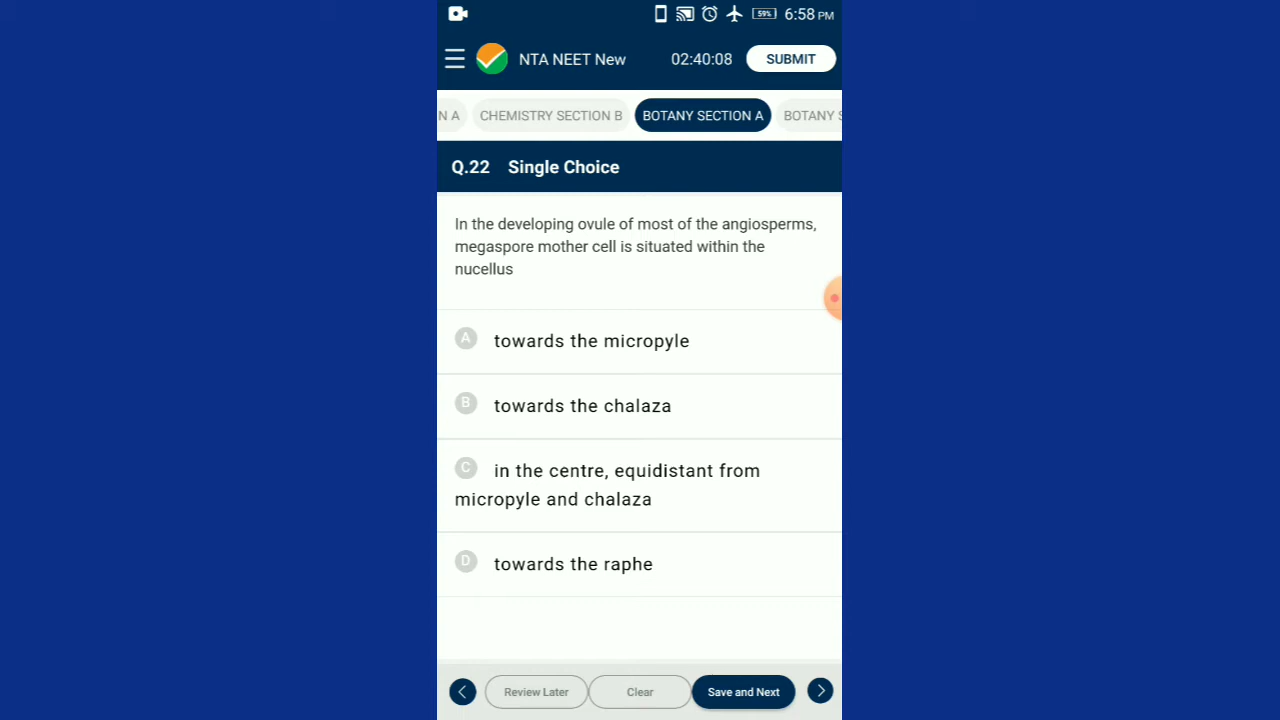 59% 6:58 PM
NTA NEET New 02:40:08 SUBMIT
N A CHEMISTRY SECTION B BOTANY SECTION A BOTANY S
Q.22 Single Choice
In the developing ovule of most of the angiosperms,
megaspore mother cell is situated within the
nucellus
A towards the micropyle
B towards the chalaza
C in the centre, equidistant from
micropyle and chalaza
D towards the raphe
Review Later Clear Save and Next